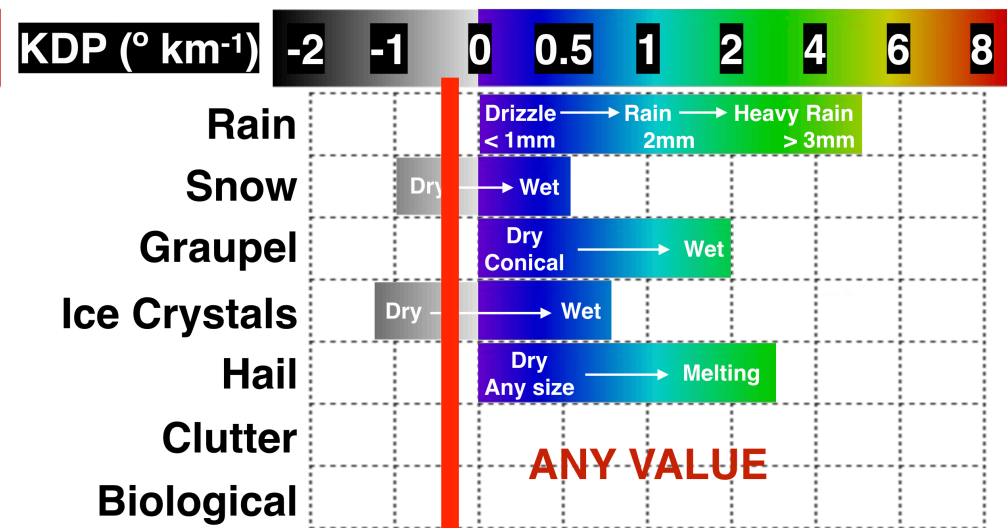 KDP (º km-1) -2 -1 0 0.5 1 2 4 6 8
Rain
Drizzle Rain Heavy Rain
< 1mm 2mm > 3mm
Snow Dry Wet
Graupel
Dry
Conical Wet
Ice Crystals Dry Wet
Hail
Dry
Any size Melting
Clutter
ANY VALUE
Biological